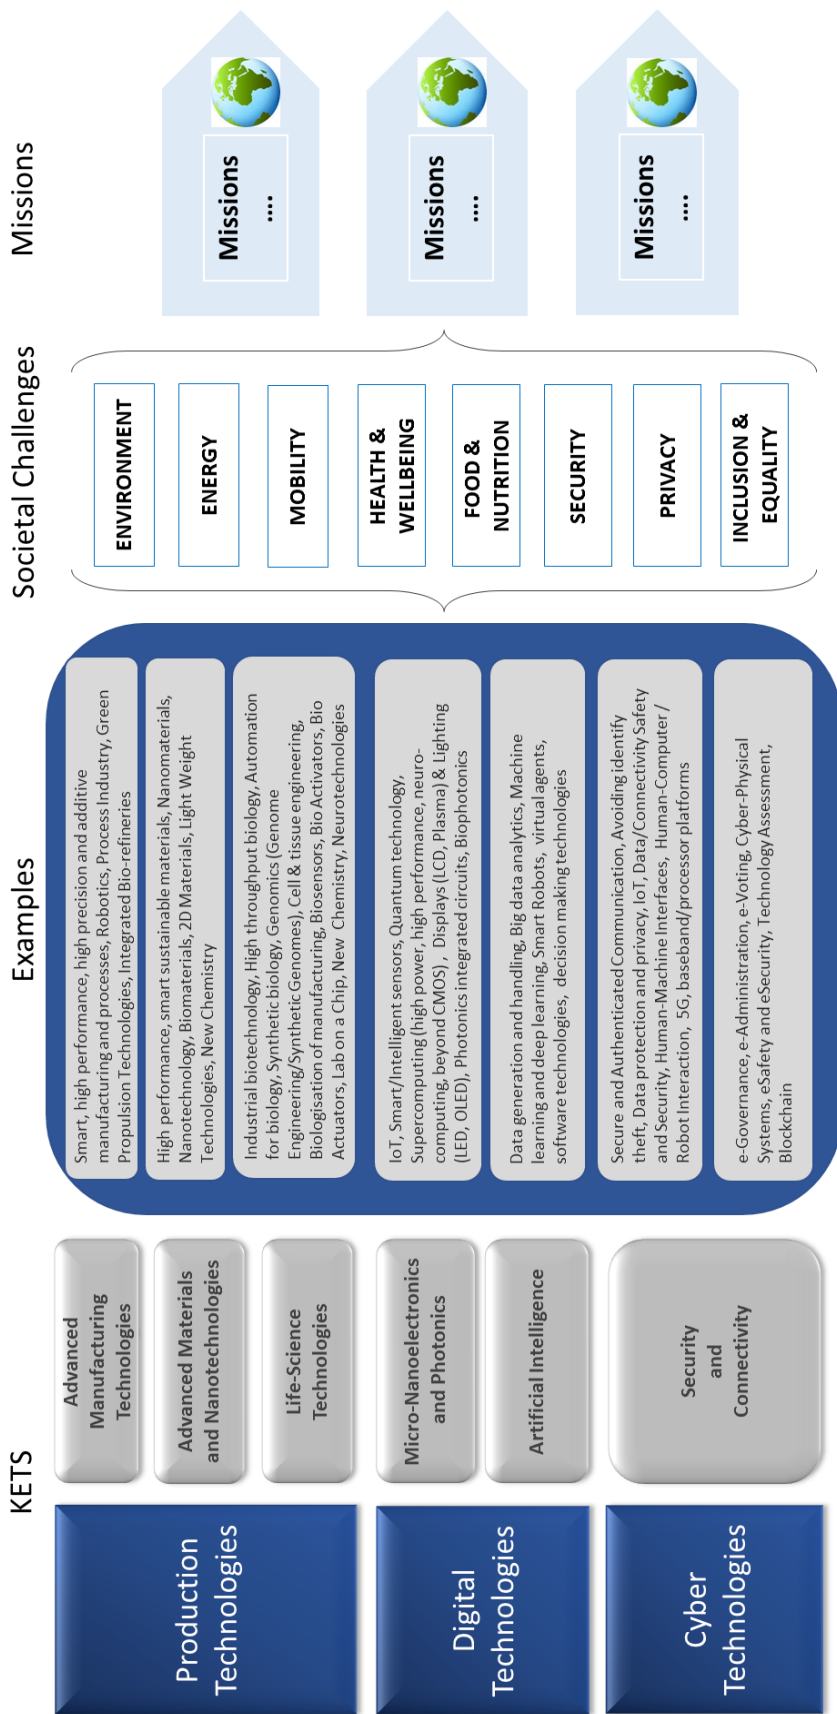 KETS
Examples
Societal Challenges
Missions
Production
Technologies
Advanced
Manufacturing
Technologies
Smart, high performance, high precision and additive
manufacturing and processes, Robotics, Process Industry, Green
Propulsion Technologies, Integrated Bio-refineries
Advanced Materials
and Nanotechnologies
High performance, smart sustainable materials, Nanomaterials,
Nanotechnology, Biomaterials, 2D Materials, Light Weight
Technologies, New Chemistry
Life-Science
Technologies
Industrial biotechnology, High throughput biology, Automation
for biology, Synthetic biology, Genomics (Genome
Engineering/Synthetic Genomes), Cell & tissue engineering,
Biologisation of manufacturing, Biosensors, Bio Activators, Bio
Actuators, Lab on a Chip, New Chemistry, Neurotechnologies
Digital
Technologies
Micro-Nanoelectronics
and Photonics
IoT, Smart/Intelligent sensors, Quantum technology,
Supercomputing (high power, high performance, neuro-
computing, beyond CMOS) , Displays (LCD, Plasma) & Lighting
(LED, OLED), Photonics integrated circuits, Biophotonics
Artificial Intelligence
Data generation and handling, Big data analytics, Machine
learning and deep learning, Smart Robots, virtual agents,
software technologies, decision making technologies
Cyber
Technologies
Security
and
Connectivity
Secure and Authenticated Communication, Avoiding identify
theft, Data protection and privacy, IoT, Data/Connectivity Safety
and Security, Human-Machine Interfaces, Human-Computer /
Robot Interaction, 5G, baseband/processor platforms
e-Governance, e-Administration, e-Voting, Cyber-Physical
Systems, eSafety and eSecurity, Technology Assessment,
Blockchain
ENVIRONMENT
ENERGY
MOBILITY
HEALTH &
WELLBEING
FOOD &
NUTRITION
SECURITY
PRIVACY
INCLUSION &
EQUALITY
Missions
....
Missions
....
Missions
....